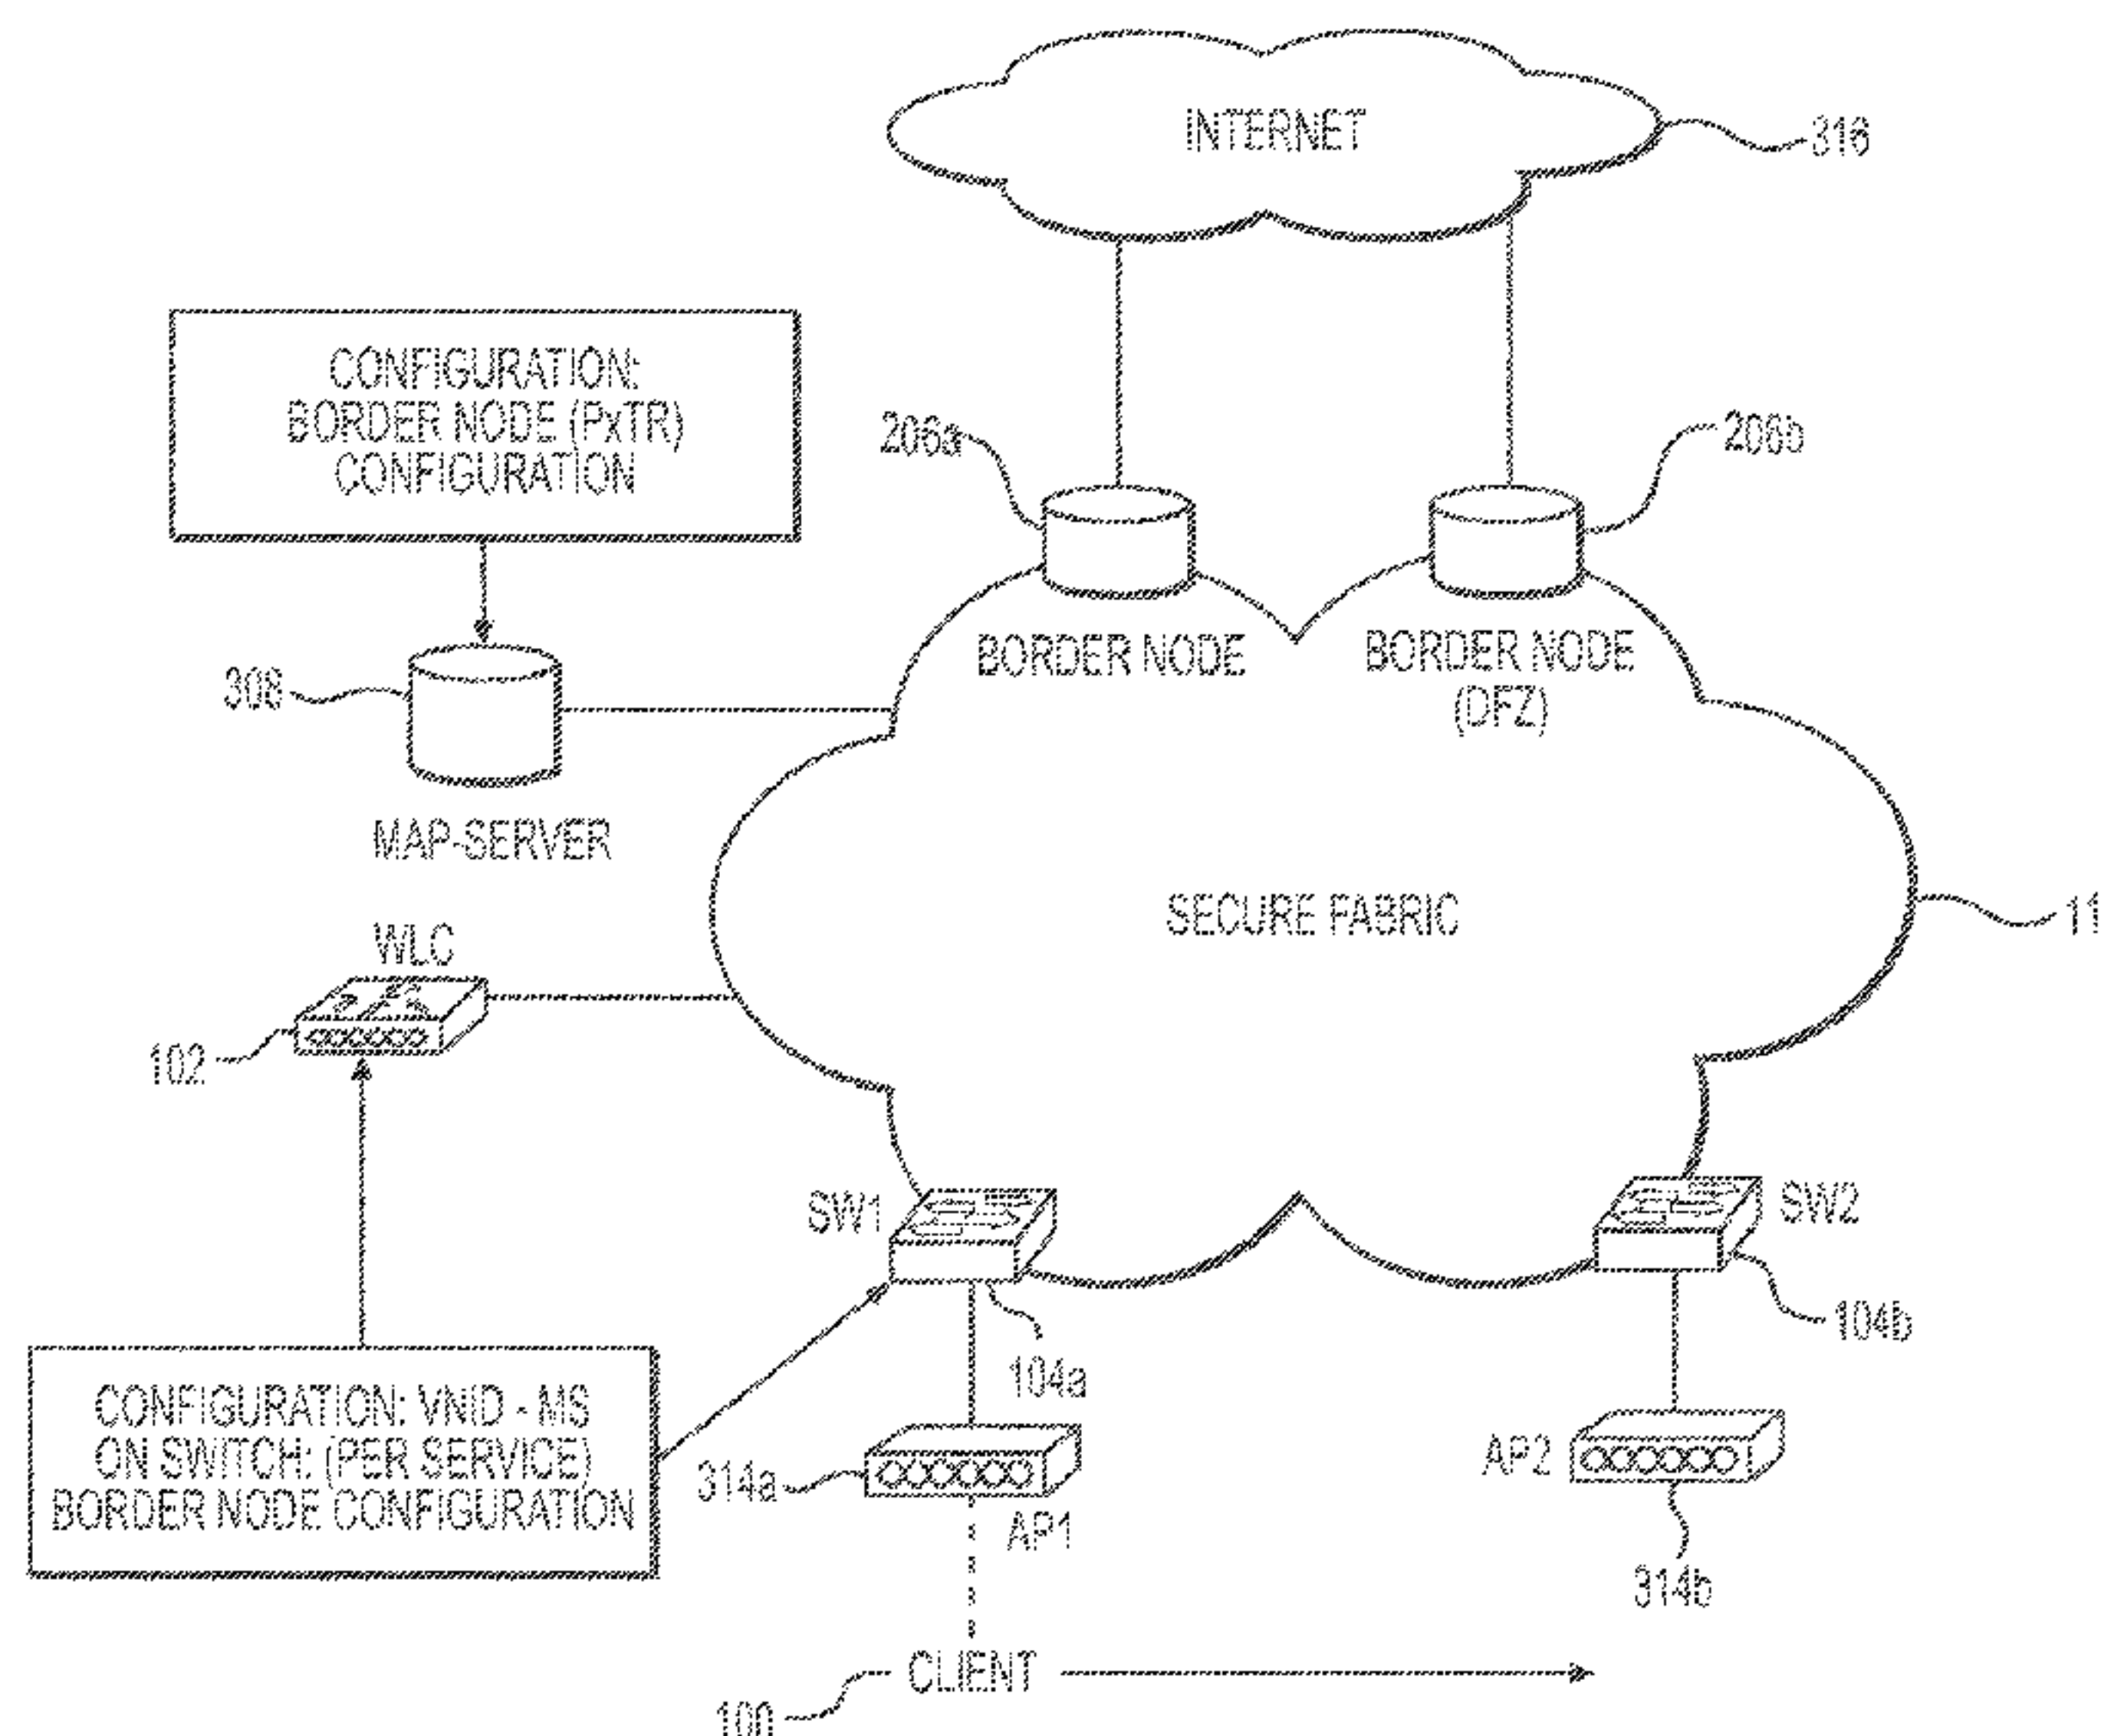 INTERNET
316
CONFIGURATION:
BORDER NODE (PxTR)
CONFIGURATION
206a
206b
BORDER NODE
BORDER NODE
(DFZ)
308
MAP-SERVER
SECURE FABRIC
11
WLC
102
SW1
SW2
104a
104b
CONFIGURATION: VNID - MS
ON SWITCH: (PER SERVICE)
BORDER NODE CONFIGURATION
314a
AP1
AP2
314b
CLIENT
100